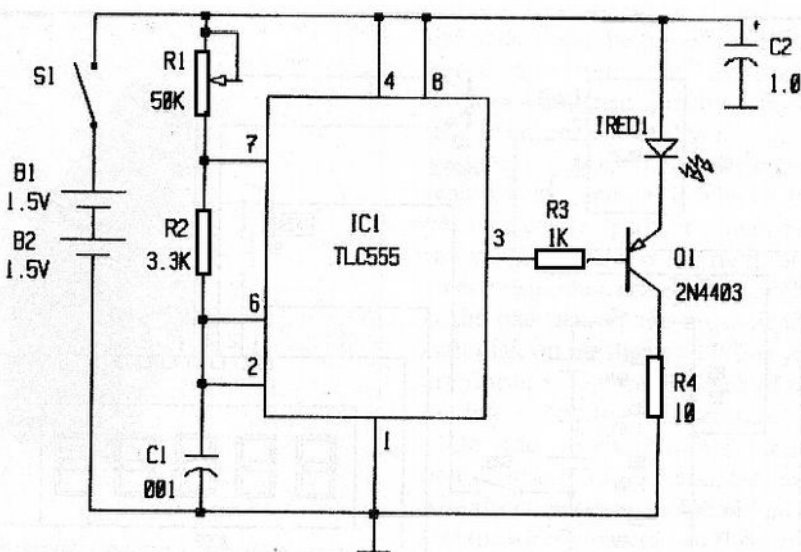 S1
R1
50K
4
8
+
C2
1.0
IRED1
7
B1
1.5V
B2
1.5V
R2
3.3K
IC1
TLC555
3
R3
1K
Q1
2N4403
6
2
R4
10
C1
001
1